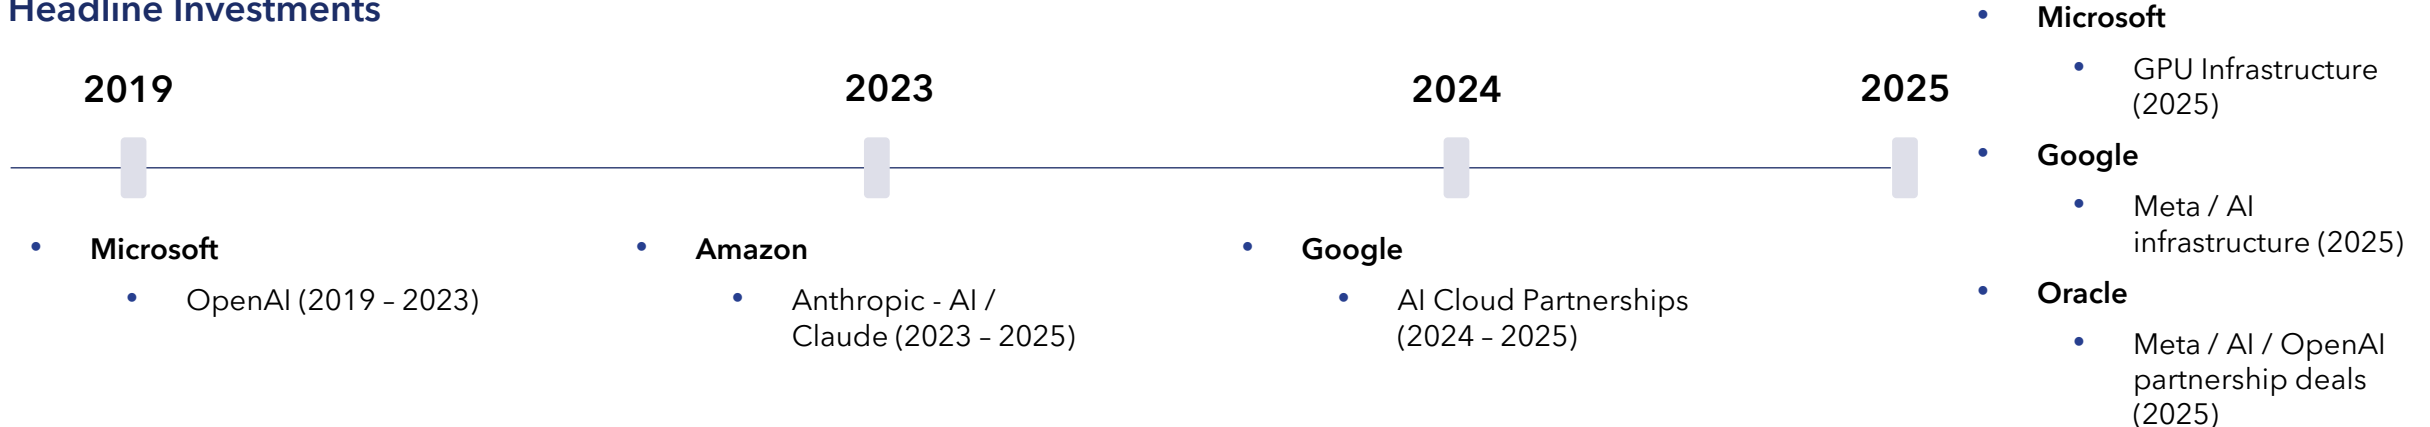 Headline Investments
2019
2023
2024
2025
• Microsoft
• OpenAI (2019 – 2023)
• Amazon
• Anthropic - AI /
Claude (2023 – 2025)
• Google
• AI Cloud Partnerships
(2024 – 2025)
• Microsoft
• GPU Infrastructure
(2025)
• Google
• Meta / AI
infrastructure (2025)
• Oracle
• Meta / AI / OpenAI
partnership deals
(2025)